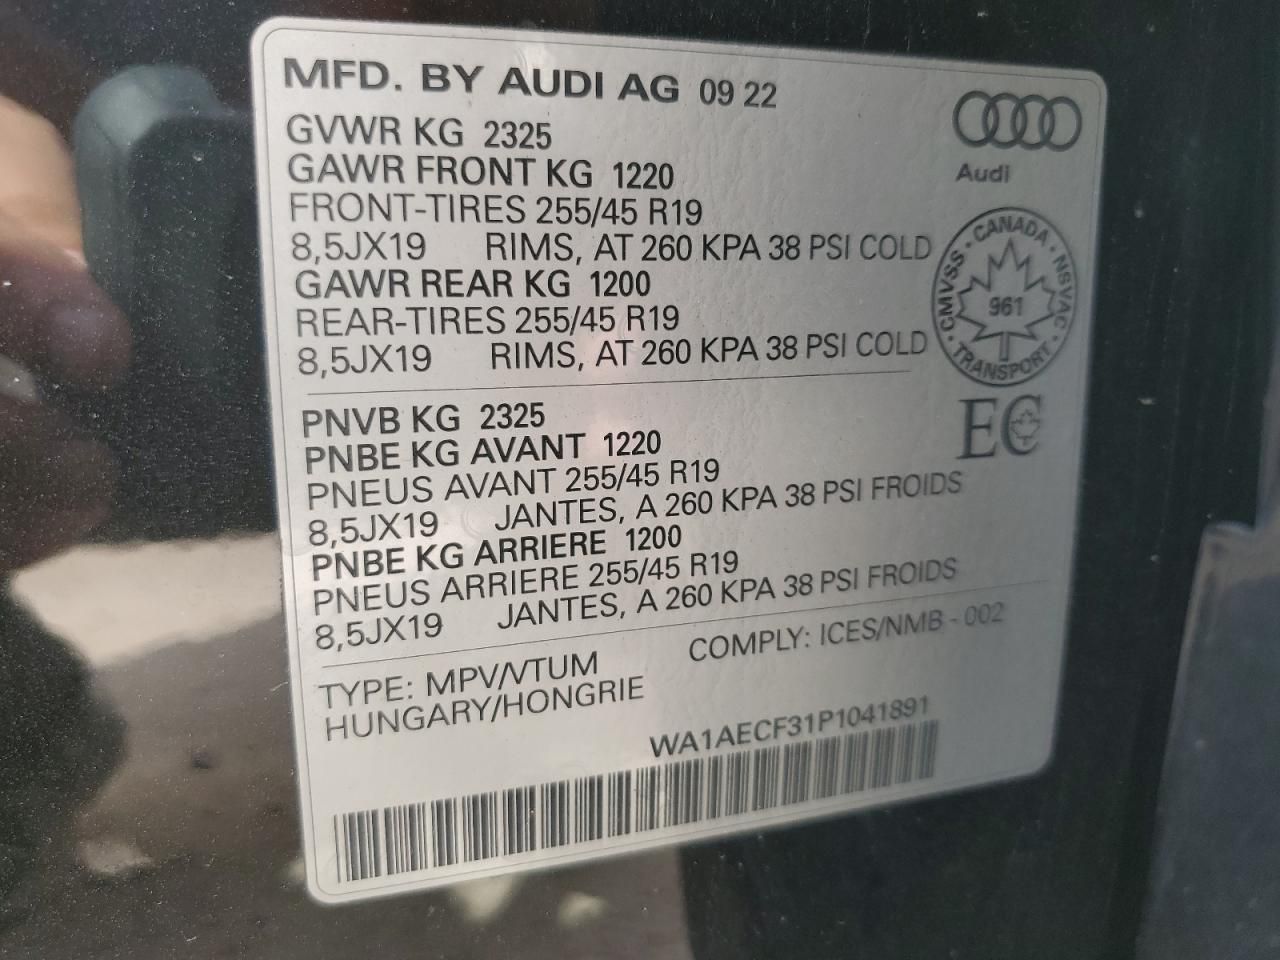 MFD. BY AUDI AG 09 22
GVWR KG 2325
GAWR FRONT KG 1220
FRONT-TIRES 255/45 R19
8,5JX19 RIMS, AT 260 KPA 38 PSI COLD
GAWR REAR KG 1200
REAR-TIRES 255/45 R19
8,5JX19 RIMS, AT 260 KPA 38 PSI COLD
Audi
CANADA · NSVAC · TRANSPORT · CMVSS ·
961
EC
PNVB KG 2325
PNBE KG AVANT 1220
PNEUS AVANT 255/45 R19
8,5JX19 JANTES, A 260 KPA 38 PSI FROIDS
PNBE KG ARRIERE 1200
PNEUS ARRIERE 255/45 R19
8,5JX19 JANTES, A 260 KPA 38 PSI FROIDS
TYPE: MPV/VTUM COMPLY: ICES/NMB - 002
HUNGARY/HONGRIE
WA1AECF31P1041891